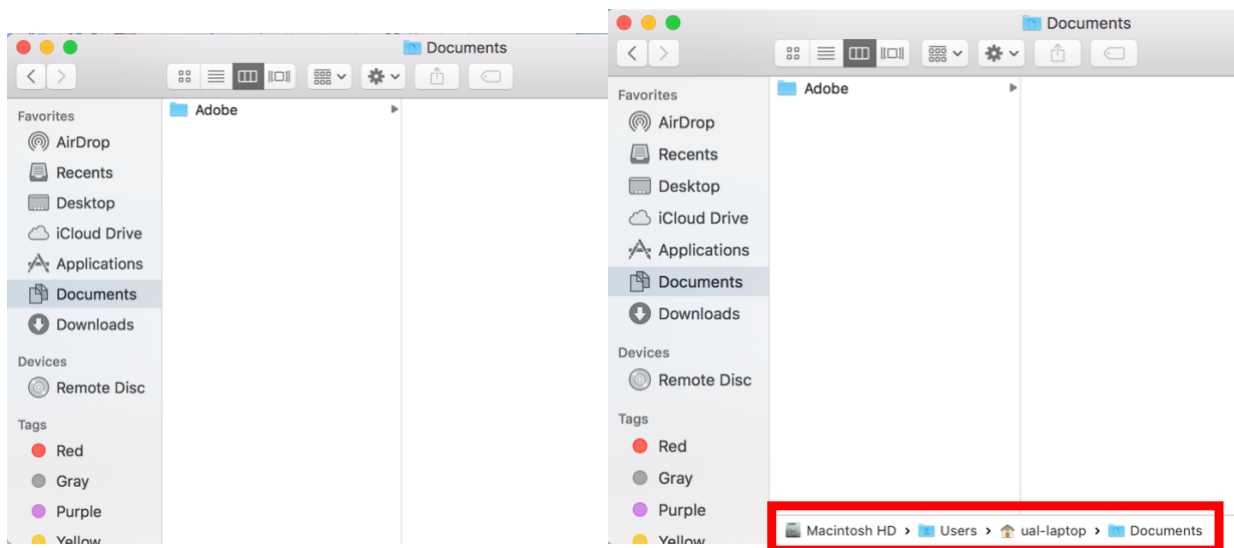 Documents
Favorites
AirDrop
Recents
Desktop
iCloud Drive
Applications
Documents
Downloads
Devices
Remote Disc
Tags
Red
Gray
Purple
Yellow
Adobe
Documents
Favorites
AirDrop
Recents
Desktop
iCloud Drive
Applications
Documents
Downloads
Devices
Remote Disc
Tags
Red
Gray
Purple
Yellow
Adobe
Macintosh HD › Users › ual-laptop › Documents